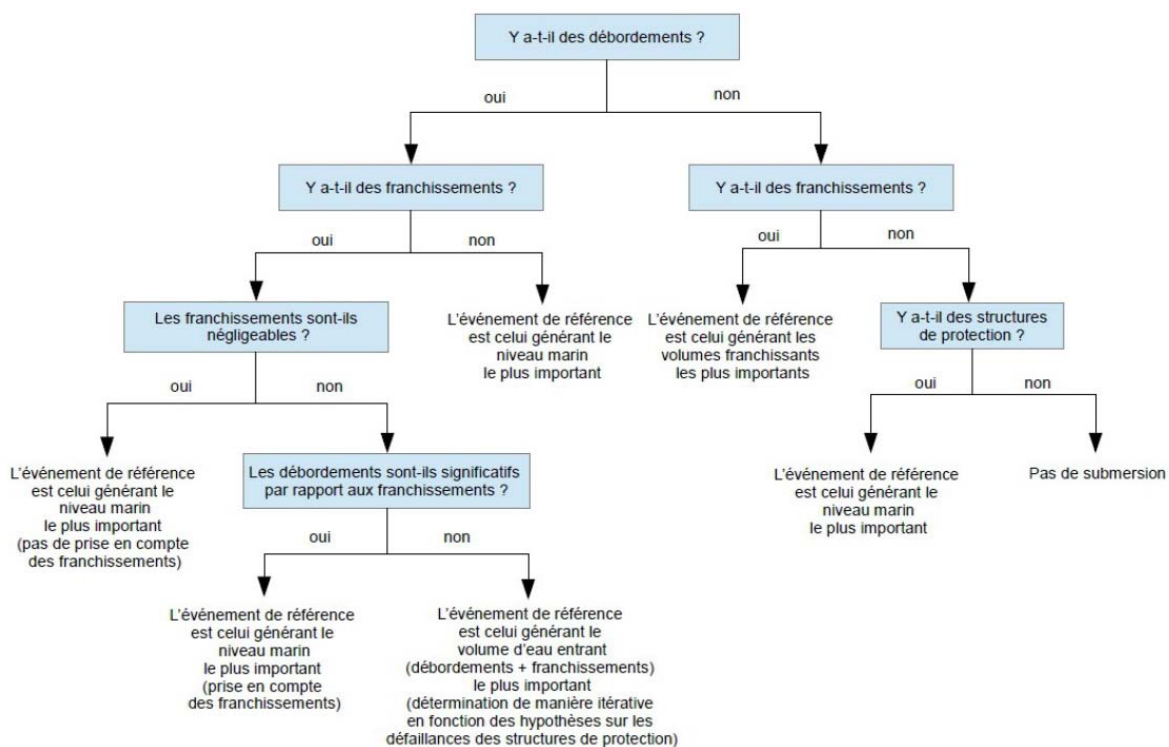 Y a-t-il des débordements ?
oui
non
Y a-t-il des franchissements ?
Y a-t-il des franchissements ?
oui
non
oui
non
Les franchissements sont-ils
négligeables ?
L'événement de référence
est celui générant le
niveau marin
le plus important
L'événement de référence
est celui générant les
volumes franchissants
les plus importants
Y a-t-il des structures
de protection ?
oui
non
oui
non
L'événement de référence
est celui générant le
niveau marin
le plus important
(pas de prise en compte
des franchissements)
Les débordements sont-ils significatifs
par rapport aux franchissements ?
L'événement de référence
est celui générant le
niveau marin
le plus important
Pas de submersion
oui
non
L'événement de référence
est celui générant le
niveau marin
le plus important
(prise en compte
des franchissements)
L'événement de référence
est celui générant le
volume d'eau entrant
(débordements + franchissements)
le plus important
(détermination de manière itérative
en fonction des hypothèses sur les
défaillances des structures de protection)